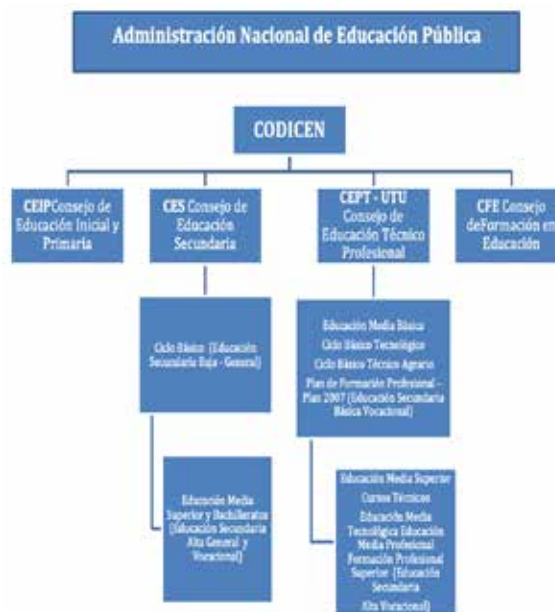 Administración Nacional de Educación Pública
CODICEN
CEIPConsejo de
Educación Inicial y
Primaria
CES Consejo de
Educación
Secundaria
CEPT - UTU
Consejo de
Educación Técnico
Profesional
CFE Consejo
deFormación en
Educación
Ciclo Básico (Educación
Secundaria Baja - General)
Educación Media Básica
Ciclo Básico Tecnológico
Ciclo Básico Técnico Agrario
Plan de Formación Profesional –
Plan 2007 (Educación Secundaria
Básica Vocacional)
Educación Media
Superior y Bachilleratos
(Educación Secundaria
Alta General y
Vocacional)
Educación Media Superior
Cursos Técnicos
Educación Media
Tecnológica Educación
Media Profesional
Formación Profesional
Superior (Educación
Secundaria
Alta Vocacional)